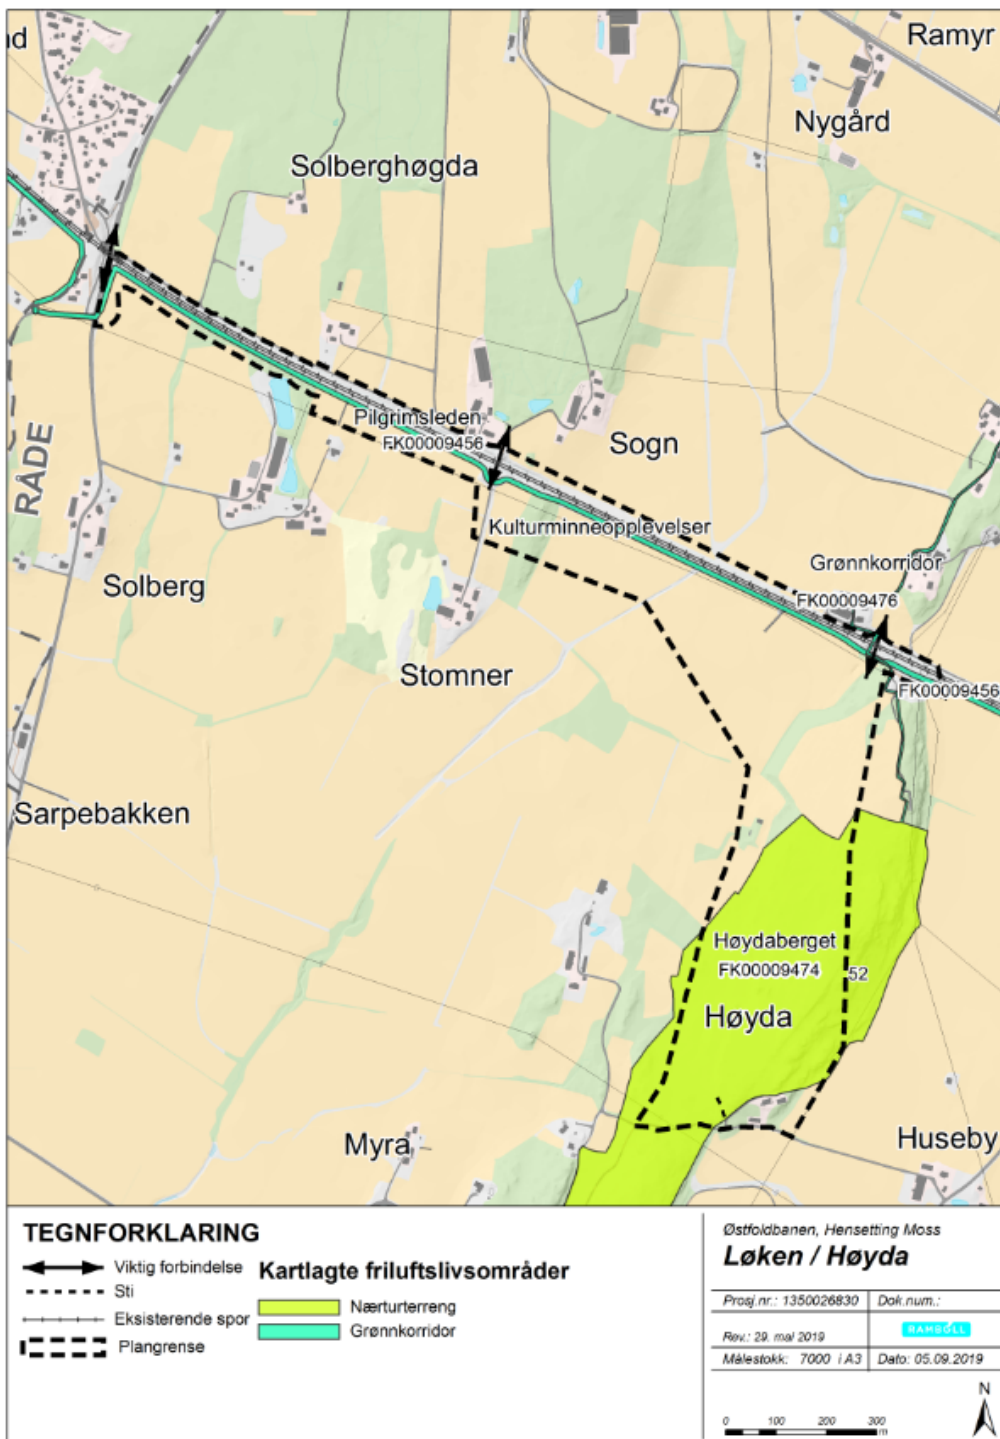 nd
Ramyr
Nygård
Solberghøgda
Pilgrimsleden
FK00009456
Sogn
RÅDE
Kulturminneopplevelser
Grønnkorridor
Solberg
FK00009476
Stomner
FK00009456
Sarpebakken
Høydaberget
FK00009474
52
Høyda
Myra
Huseby
TEGNFORKLARING
Viktig forbindelse
Sti
Eksisterende spor
Plangrense
Kartlagte friluftslivsområder
Nærturterreng
Grønnkorridor
Østfoldbanen, Hensetting Moss
Løken / Høyda
Prosj.nr.: 1350026830 Dok.num.:
Rev.: 29. mai 2019 RAMBOLL
Målestokk: 7000 i A3 Dato: 05.09.2019
N
0 100 200 300
m